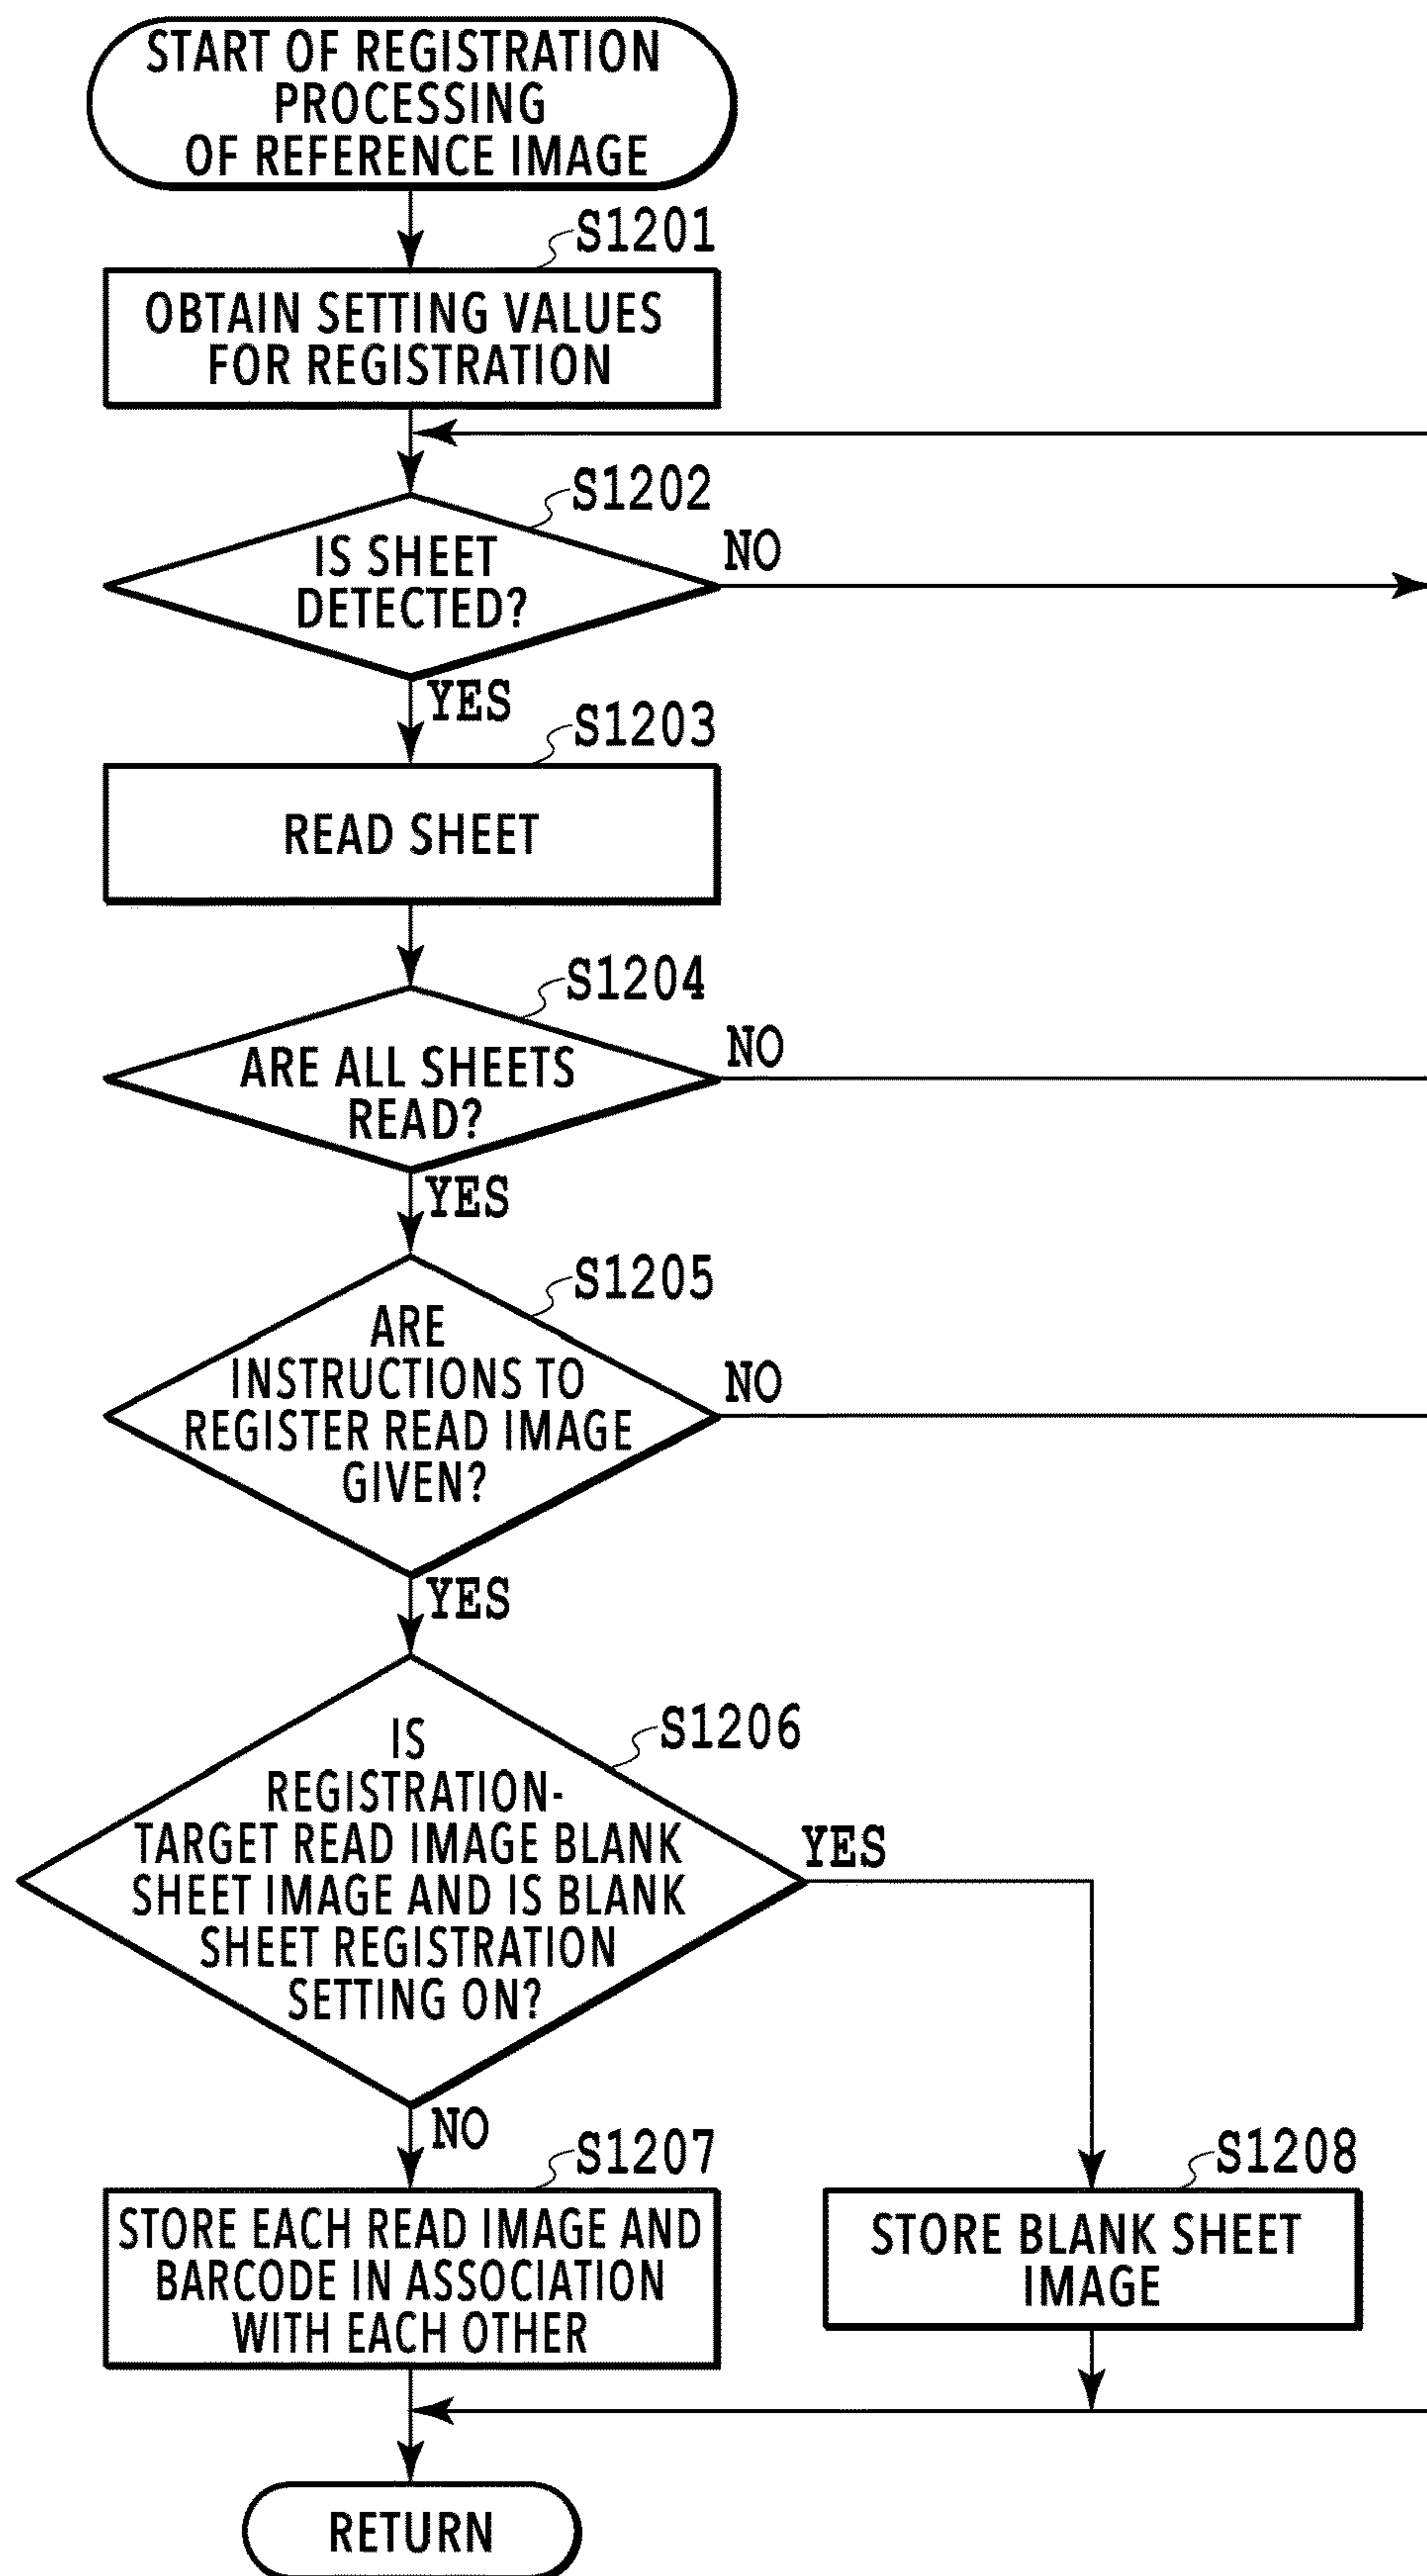 START OF REGISTRATION
PROCESSING
OF REFERENCE IMAGE
S1201
OBTAIN SETTING VALUES
FOR REGISTRATION
S1202
IS SHEET
DETECTED?
NO
YES
S1203
READ SHEET
S1204
ARE ALL SHEETS
READ?
NO
YES
S1205
ARE
INSTRUCTIONS TO
REGISTER READ IMAGE
GIVEN?
NO
YES
S1206
IS
REGISTRATION-
TARGET READ IMAGE BLANK
SHEET IMAGE AND IS BLANK
SHEET REGISTRATION
SETTING ON?
YES
NO
S1207
STORE EACH READ IMAGE AND
BARCODE IN ASSOCIATION
WITH EACH OTHER
S1208
STORE BLANK SHEET
IMAGE
RETURN